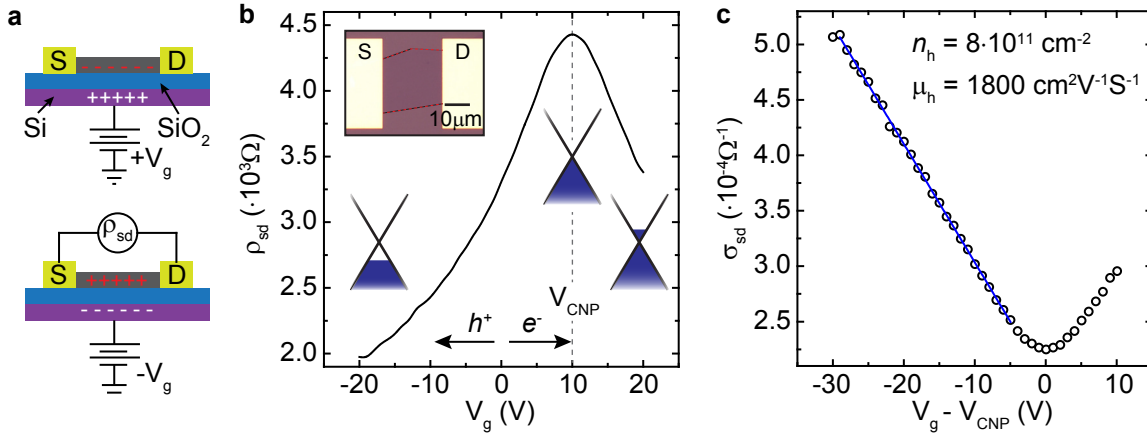 a
S
D
- - - - - -
+++++
Si
SiO₂
+Vg
ρsd
S
D
+++++
- - - - - -
-Vg
b
ρsd (·10³Ω)
4.5
4.0
3.5
3.0
2.5
2.0
S
D
10μm
VCNP
h⁺
e⁻
-20
-10
0
10
20
Vg (V)
c
σsd (·10⁻⁴Ω⁻¹)
5.0
4.5
4.0
3.5
3.0
2.5
nh = 8·10¹¹ cm⁻²
μh = 1800 cm²V⁻¹S⁻¹
-30
-20
-10
0
10
Vg - VCNP (V)